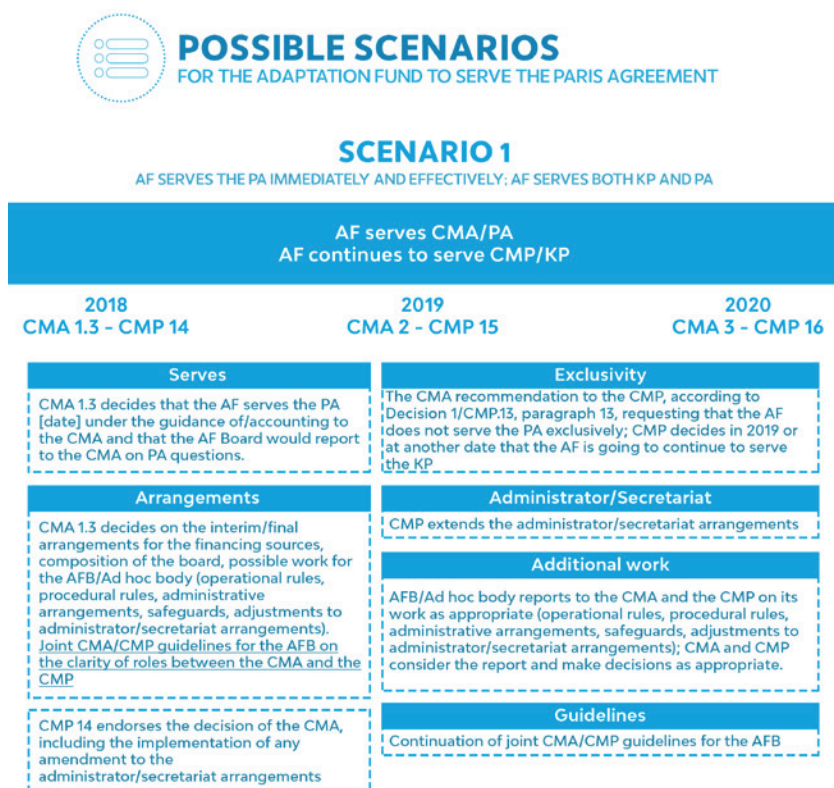 POSSIBLE SCENARIOS
FOR THE ADAPTATION FUND TO SERVE THE PARIS AGREEMENT
SCENARIO 1
AF SERVES THE PA IMMEDIATELY AND EFFECTIVELY; AF SERVES BOTH KP AND PA
AF serves CMA/PA
AF continues to serve CMP/KP
2018
CMA 1.3 - CMP 14
2019
CMA 2 - CMP 15
2020
CMA 3 - CMP 16
Serves
CMA 1.3 decides that the AF serves the PA
[date] under the guidance of/accounting to
the CMA and that the AF Board would report
to the CMA on PA questions.
Arrangements
CMA 1.3 decides on the interim/final
arrangements for the financing sources,
composition of the board, possible work for
the AFB/Ad hoc body (operational rules,
procedural rules, administrative
arrangements, safeguards, adjustments to
administrator/secretariat arrangements).
Joint CMA/CMP guidelines for the AFB on
the clarity of roles between the CMA and the
CMP
CMP 14 endorses the decision of the CMA,
including the implementation of any
amendment to the
administrator/secretariat arrangements
Exclusivity
The CMA recommendation to the CMP, according to
Decision 1/CMP.13, paragraph 13, requesting that the AF
does not serve the PA exclusively; CMP decides in 2019 or
at another date that the AF is going to continue to serve
the KP
Administrator/Secretariat
CMP extends the administrator/secretariat arrangements
Additional work
AFB/Ad hoc body reports to the CMA and the CMP on its
work as appropriate (operational rules, procedural rules,
administrative arrangements, safeguards, adjustments to
administrator/secretariat arrangements); CMA and CMP
consider the report and make decisions as appropriate.
Guidelines
Continuation of joint CMA/CMP guidelines for the AFB